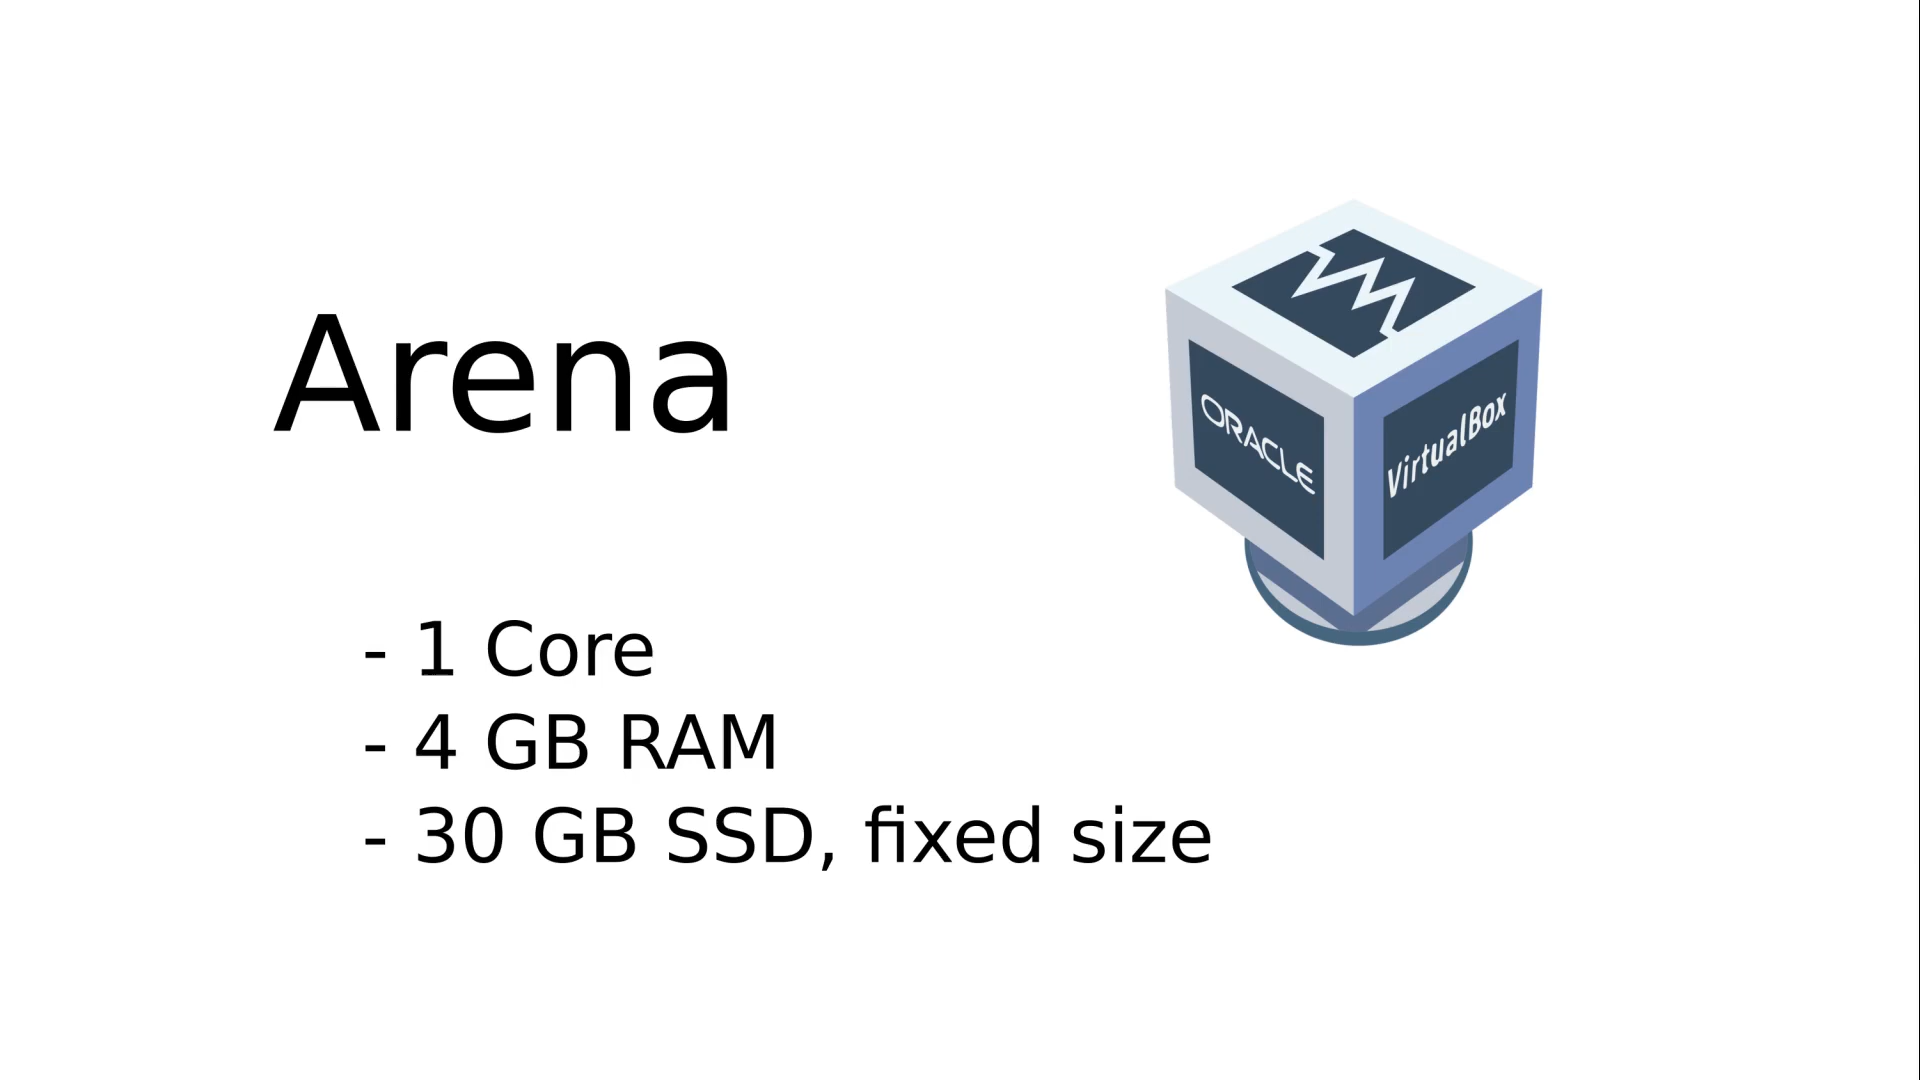 Arena
ORACLE
VirtualBox
- 1 Core
- 4 GB RAM
- 30 GB SSD, fixed size